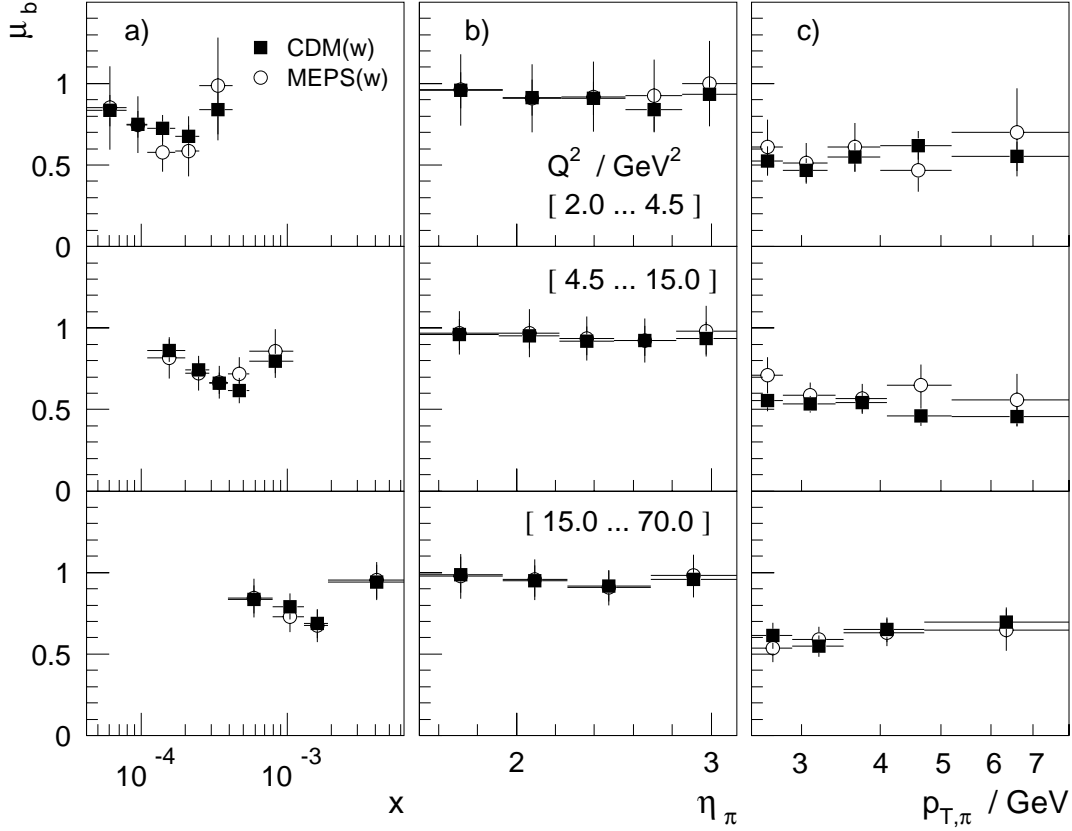 μ_b
a)
b)
c)
CDM(w)
MEPS(w)
1
0.5
0
Q^2 / GeV^2
[ 2.0 ... 4.5 ]
1
0.5
0
[ 4.5 ... 15.0 ]
1
0.5
0
[ 15.0 ... 70.0 ]
10^-4 10^-3
2 3
3 4 5 6 7
x
η_π
p_T,π / GeV